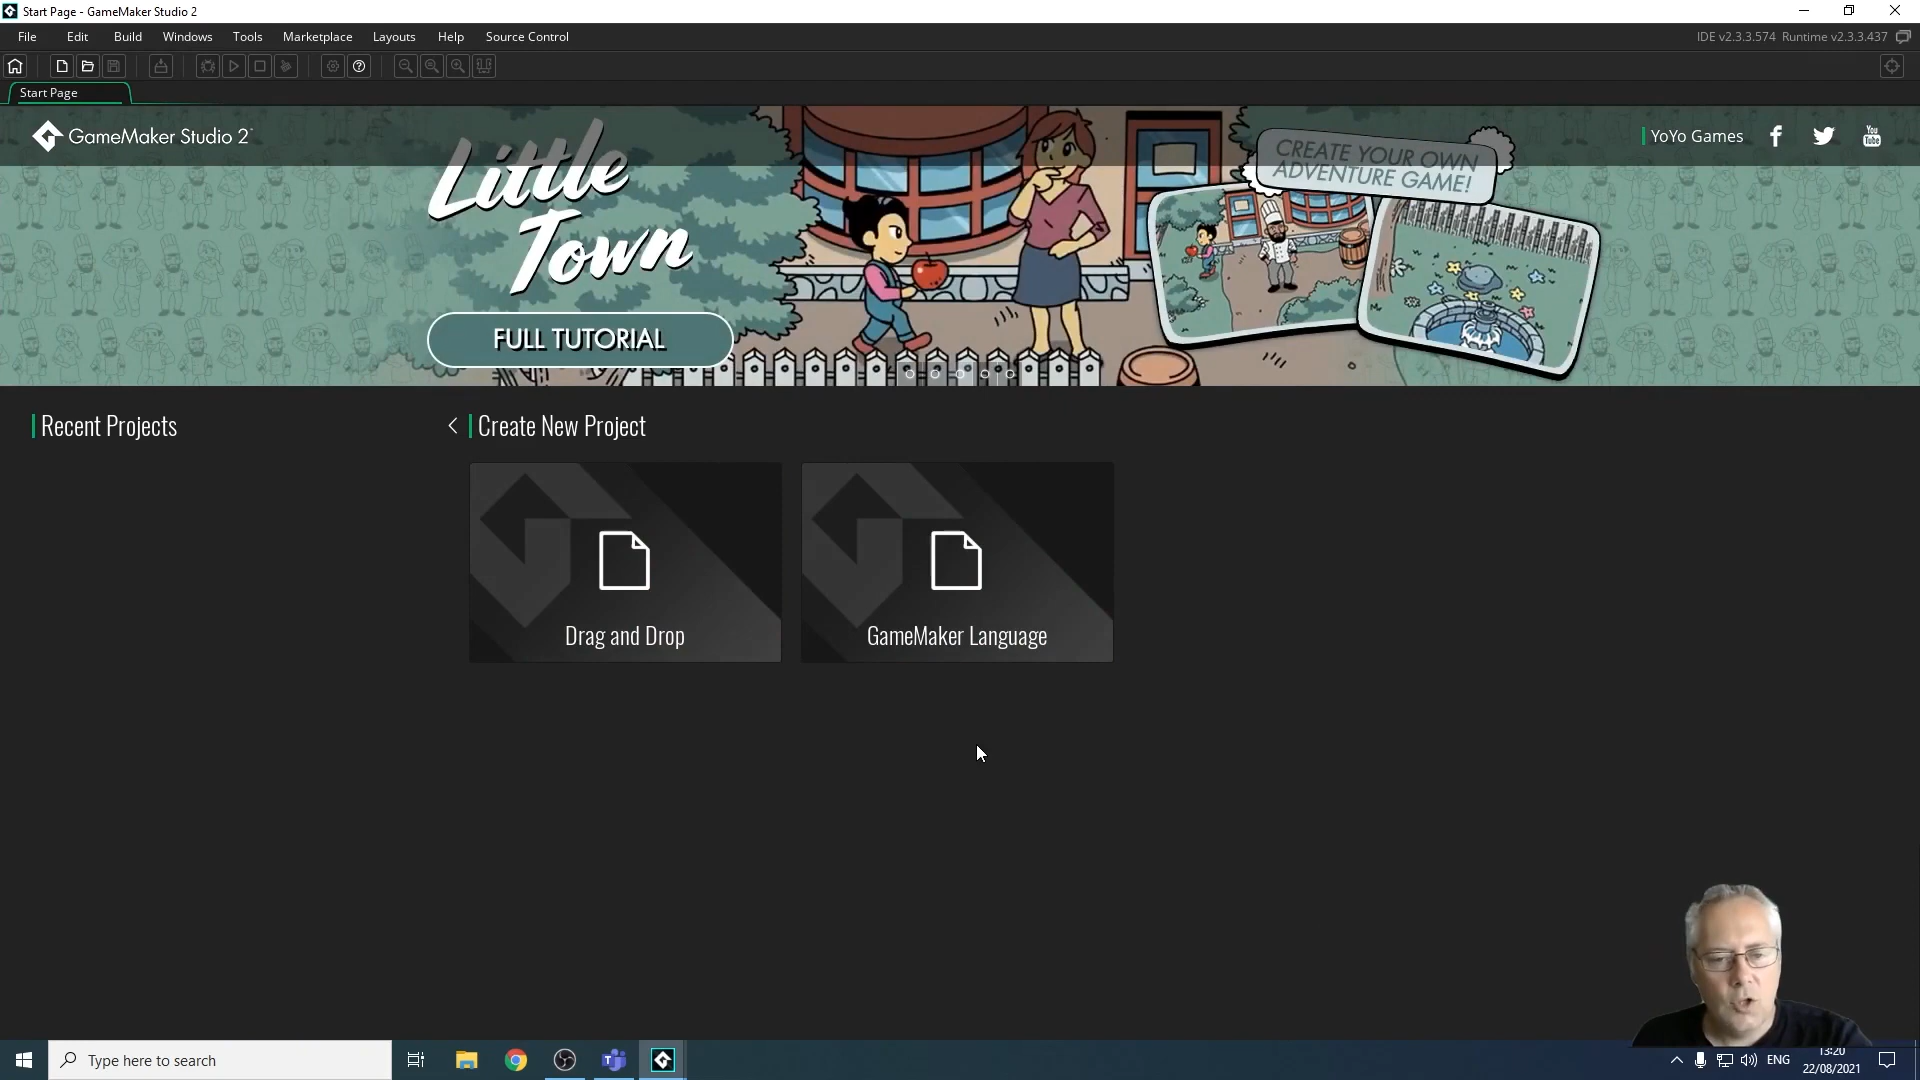 Start Page - GameMaker Studio 2
File Edit Build Windows Tools Marketplace Layouts Help Source Control
IDE v2.3.3.574 Runtime v2.3.3.437
Start Page
GameMaker Studio 2
YoYo Games
You Tube
Little
Town
CREATE YOUR OWN
ADVENTURE GAME!
FULL TUTORIAL
Recent Projects
Create New Project
Drag and Drop
GameMaker Language
Type here to search
ENG
13:20
22/08/2021